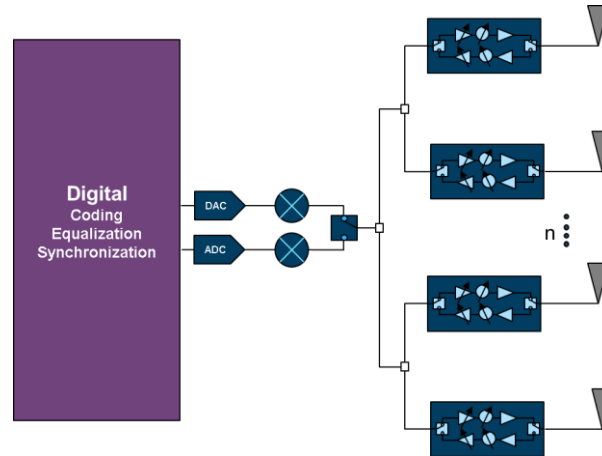 Digital
Coding
Equalization
Synchronization
DAC
ADC
n